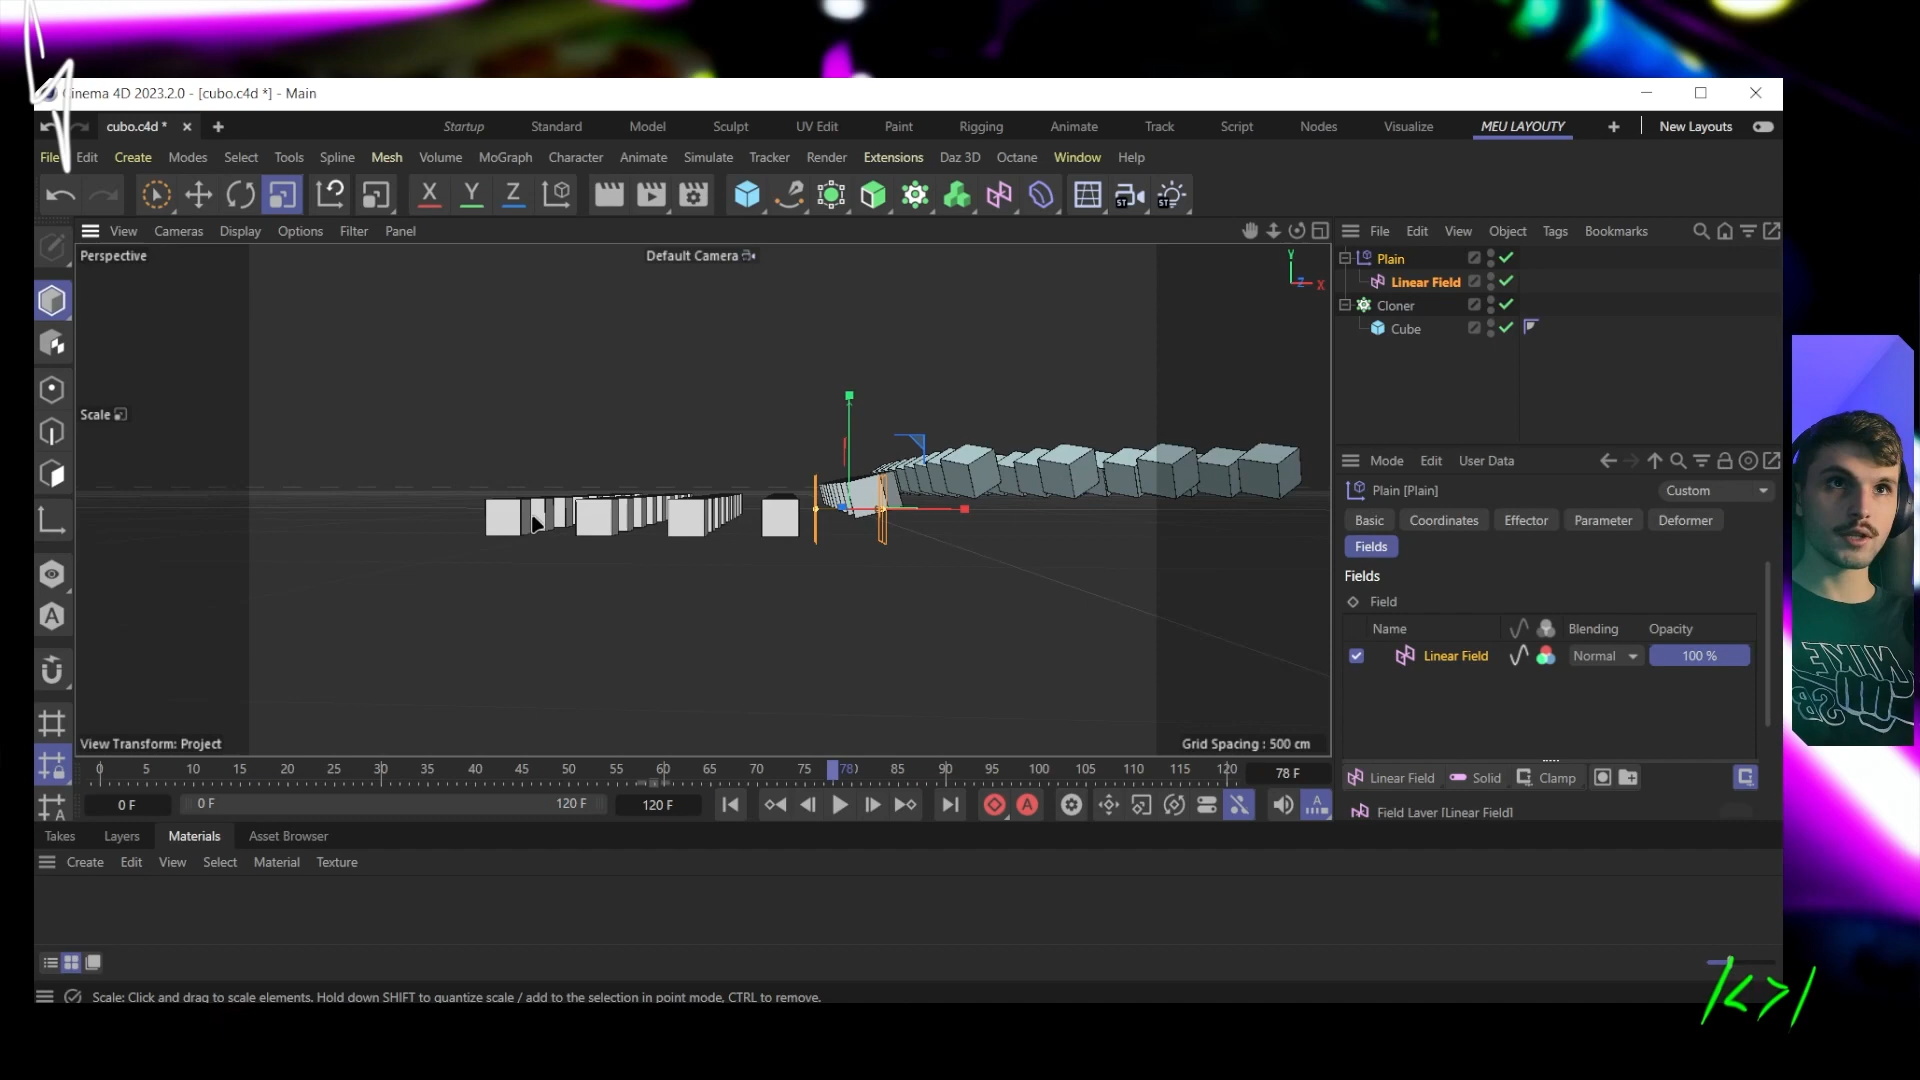 Cinema 4D 2023.2.0 - [cubo.c4d *] - Main
cubo.c4d *
Startup Standard Model Sculpt UV Edit Paint Rigging Animate Track Script Nodes Visualize MEU LAYOUTY New Layouts
File Edit Create Modes Select Tools Spline Mesh Volume MoGraph Character Animate Simulate Tracker Render Extensions Daz 3D Octane Window Help
X Y Z ST ST
View Cameras Display Options Filter Panel
File Edit View Object Tags Bookmarks
Perspective
Default Camera
Y
Z X
Plain
Linear Field
Cloner
Cube
Scale
Mode Edit User Data
Plain [Plain]
Custom
Basic Coordinates Effector Parameter Deformer
Fields
Fields
Field
Name Blending Opacity
Linear Field Normal 100 %
View Transform: Project
Grid Spacing : 500 cm
0 5 10 15 20 25 30 35 40 45 50 55 60 65 70 75 78 85 90 95 100 105 110 115 120
78 F
Linear Field Solid Clamp
0 F 0 F 120 F 120 F
Field Layer [Linear Field]
Takes Layers Materials Asset Browser
Create Edit View Select Material Texture
Scale: Click and drag to scale elements. Hold down SHIFT to quantize scale / add to the selection in point mode, CTRL to remove.
NIKE
SB